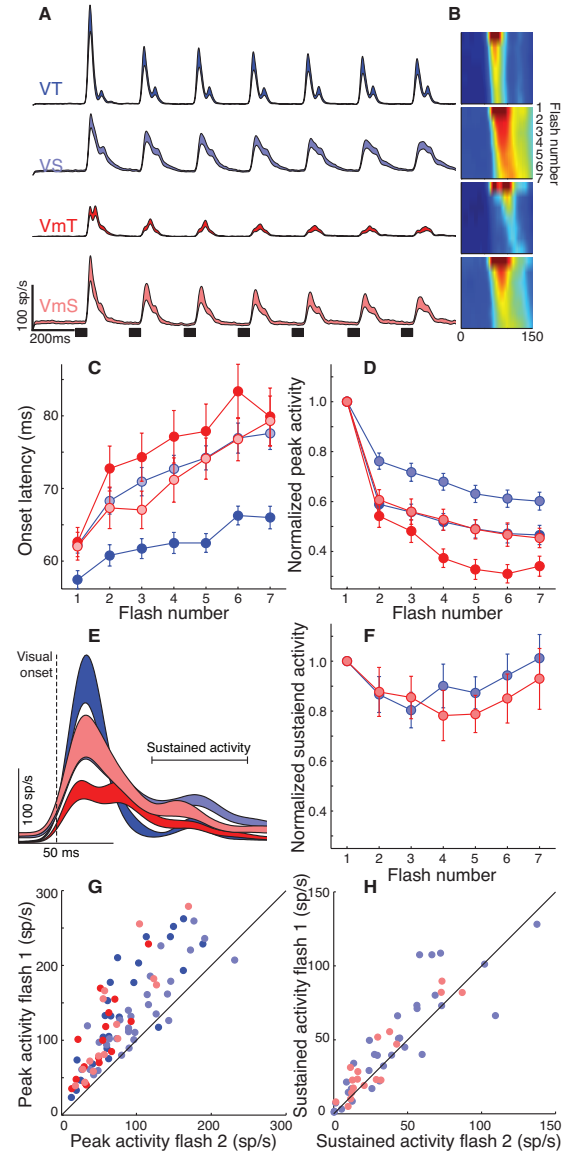 A
B
VT
VS
VmT
VmS
100 sp/s
200ms
1
2
3
4
5
6
7
Flash number
0
150
C
D
Onset latency (ms)
80
70
60
1 2 3 4 5 6 7
Flash number
Normalized peak activity
1.0
0.8
0.6
0.4
1 2 3 4 5 6 7
Flash number
E
F
Visual
onset
Sustained activity
100 sp/s
50 ms
Normalized sustaiend activity
1.0
0.8
0.6
0.4
1 2 3 4 5 6 7
Flash number
G
H
Peak activity flash 1 (sp/s)
300
200
100
0
0 100 200 300
Peak activity flash 2 (sp/s)
Sustained activity flash 1 (sp/s)
150
100
50
0
0 50 100 150
Sustained activity flash 2 (sp/s)